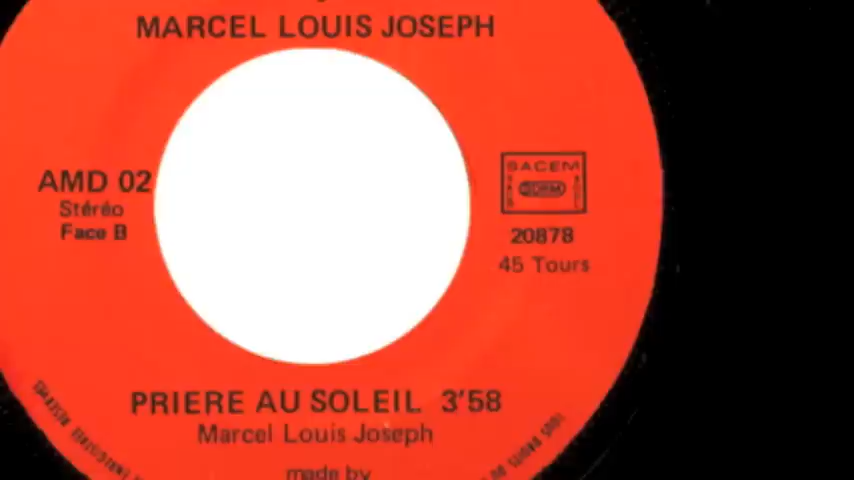 MARCEL LOUIS JOSEPH
AMD 02
Stéréo
Face B
SACEM
20878
45 Tours
PRIERE AU SOLEIL 3'58
Marcel Louis Joseph
made by